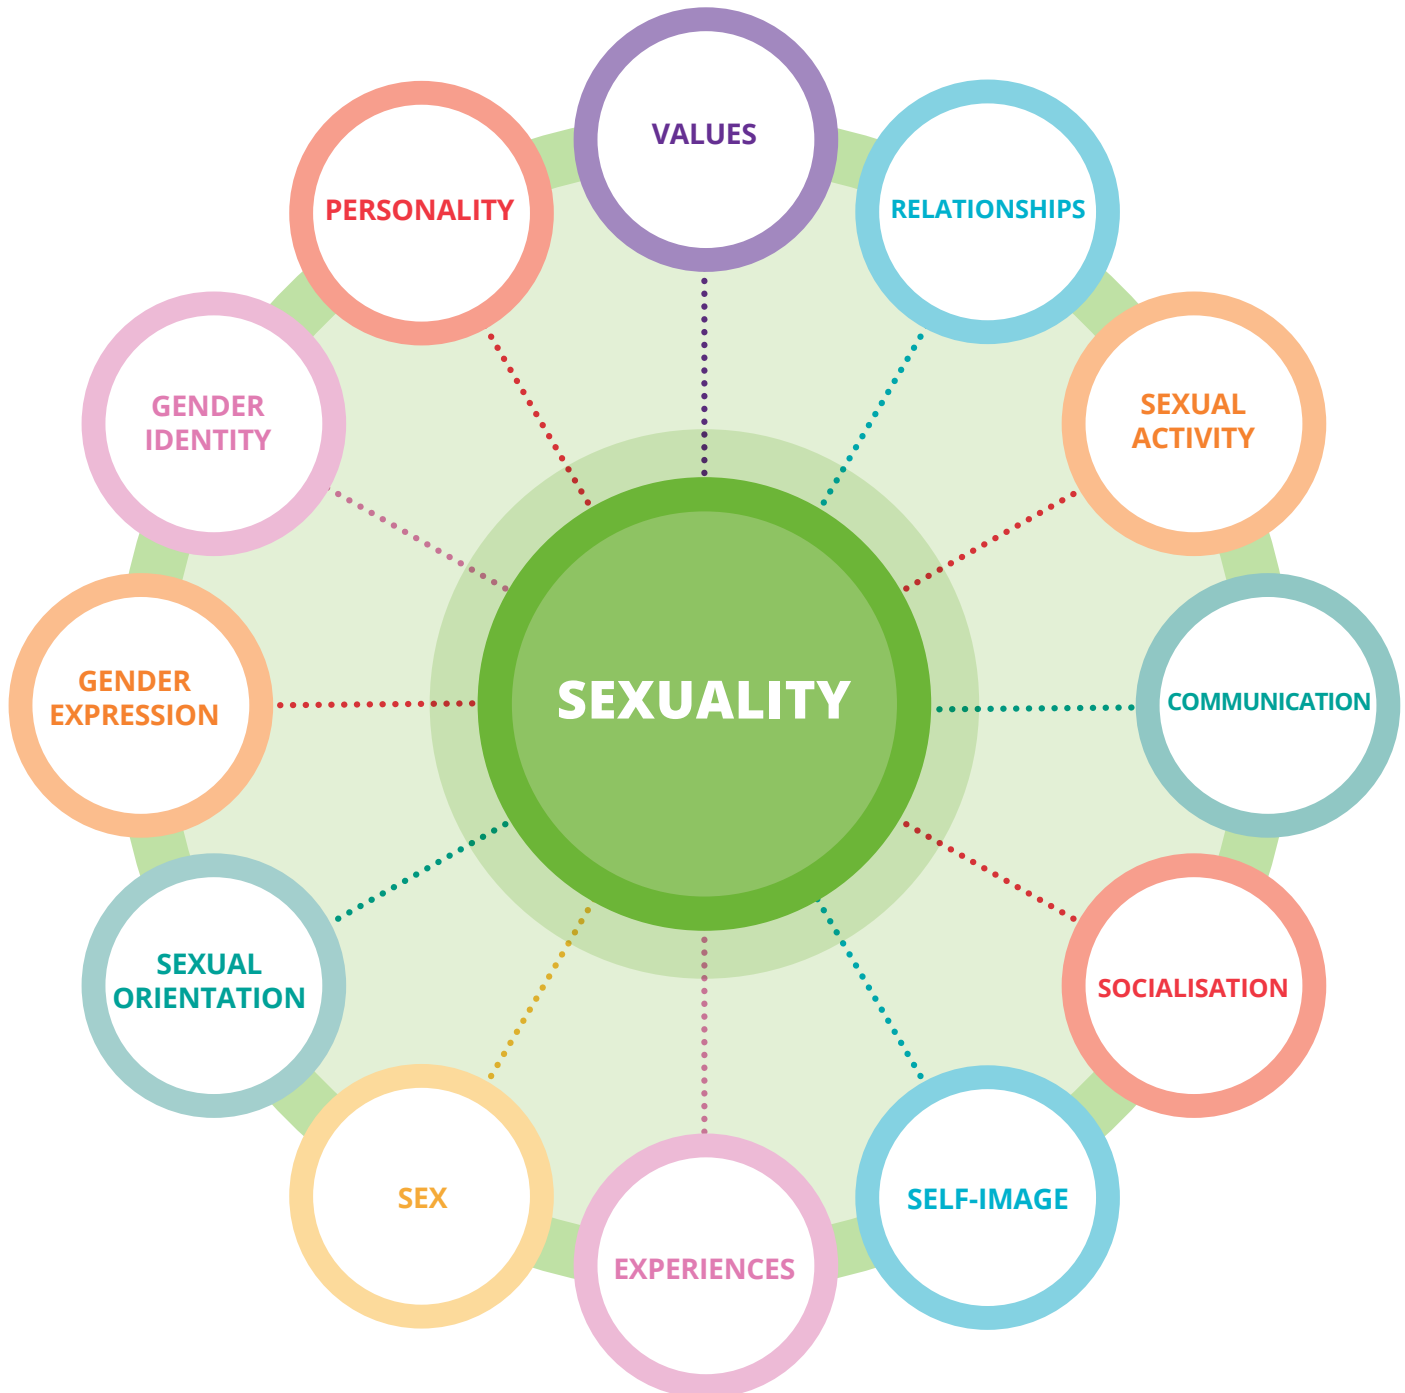 VALUES
PERSONALITY
RELATIONSHIPS
GENDER
IDENTITY
SEXUAL
ACTIVITY
GENDER
EXPRESSION
SEXUALITY
COMMUNICATION
SEXUAL
ORIENTATION
SOCIALISATION
SEX
SELF-IMAGE
EXPERIENCES